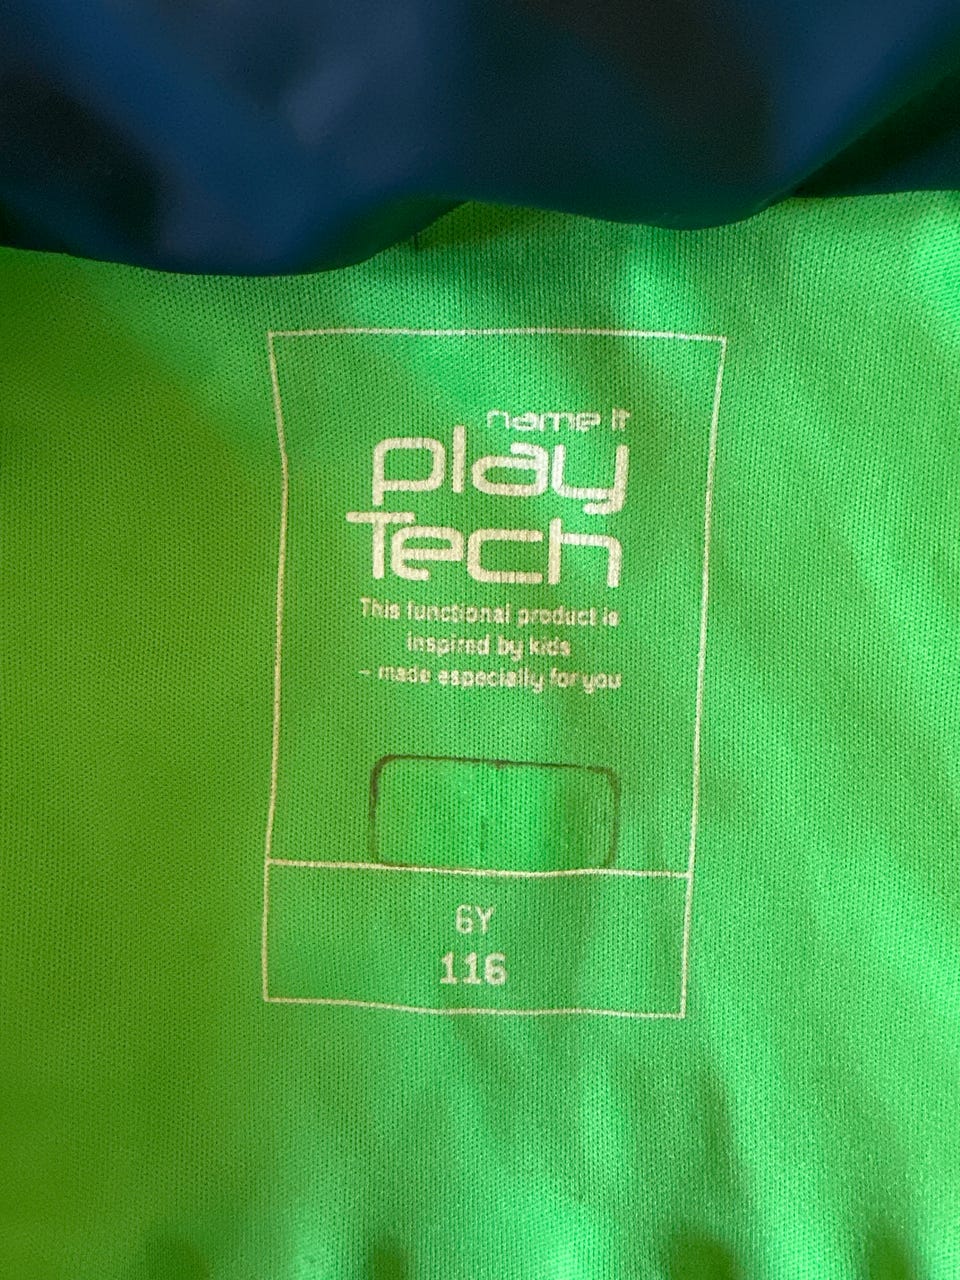 name it
play
Tech
This functional product is
inspired by kids
– made especially for you
6Y
116